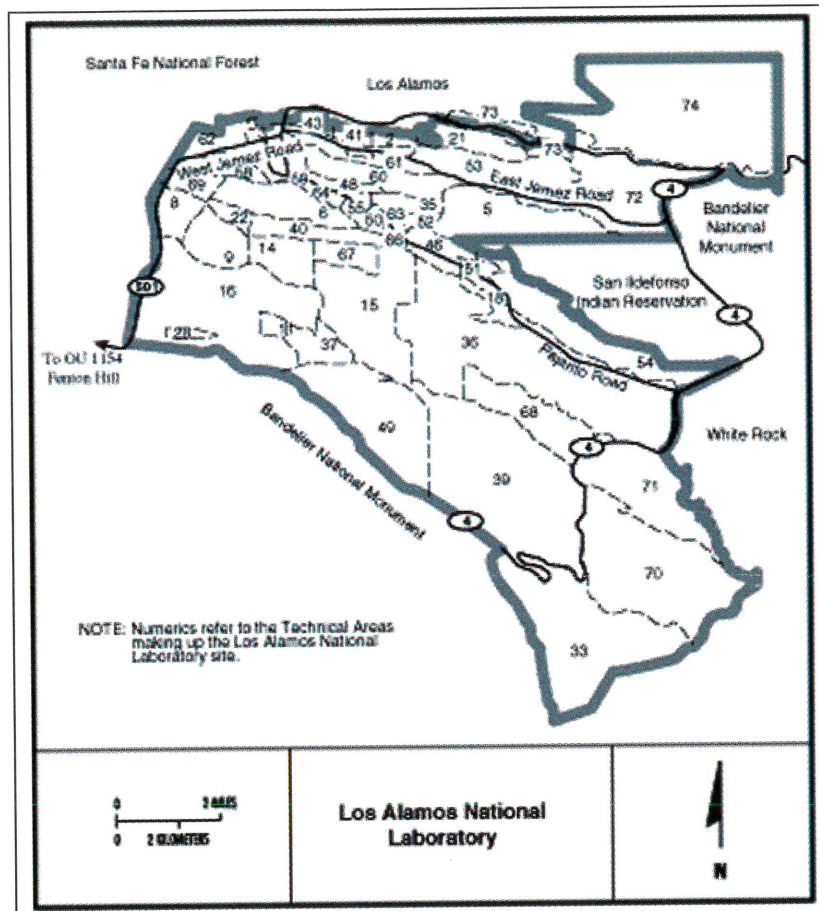 Santa Fe National Forest
Los Alamos
74
73
62
43
41
2
21
73
53
61
West Jemez Road
East Jemez Road
58
69
48
60
72
4
8
64
35
5
Bandelier
National
Monument
22
6
55
50
63
52
40
66
46
9
14
67
51
San Ildefonso
Indian Reservation
16
15
18
4
28
37
36
54
To OU 1154
Fenton Hill
Pajarito Road
68
White Rock
49
Bandelier National Monument
4
39
71
4
70
NOTE: Numerics refer to the Technical Areas
making up the Los Alamos National
Laboratory site.
33
0
2 KILOMETERS
0
Los Alamos National
Laboratory
N